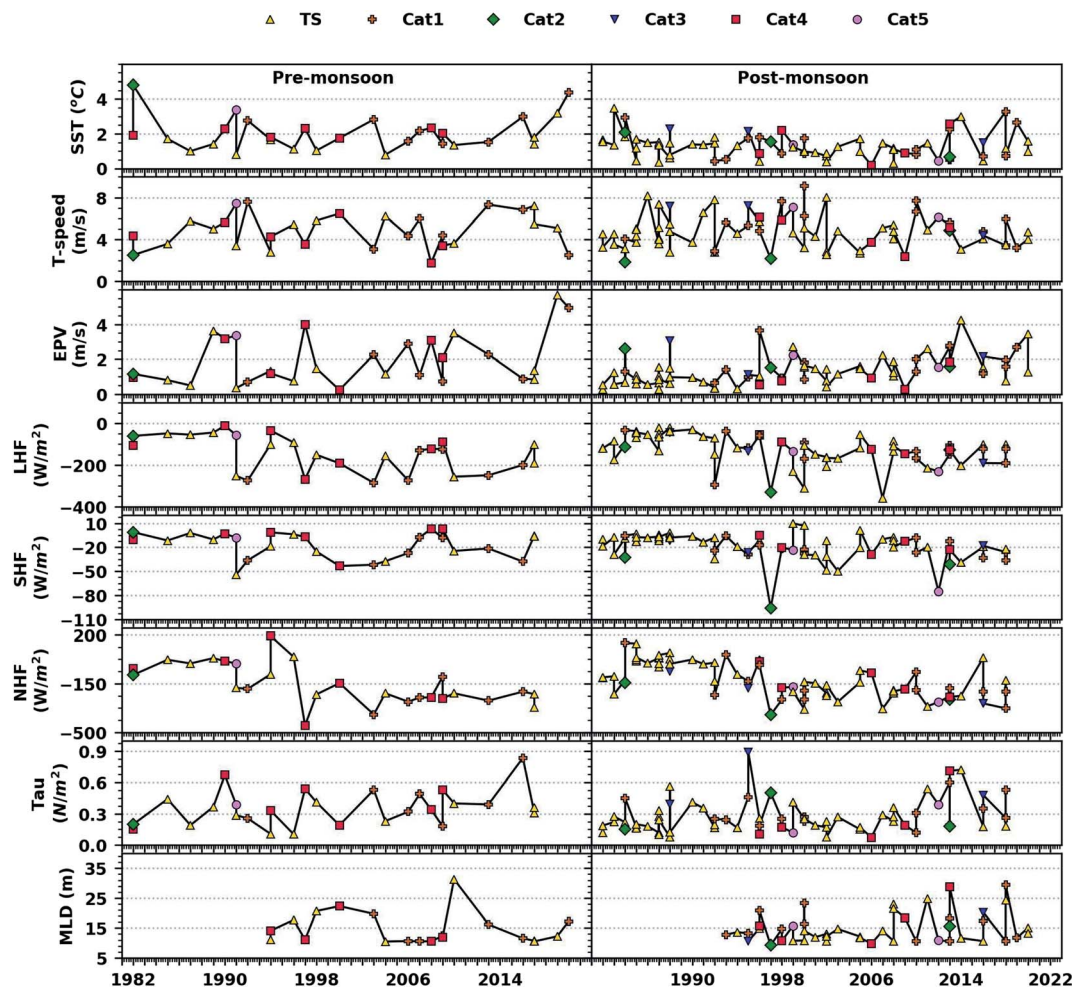 TS Cat1 Cat2 Cat3 Cat4 Cat5
Pre-monsoon Post-monsoon
SST (°C)
4
2
0
T-speed
(m/s)
8
4
0
EPV
(m/s)
4
2
0
LHF
(W/m²)
0
−200
−400
SHF
(W/m²)
10
−20
−50
−80
−110
NHF
(W/m²)
200
−150
−500
Tau
(N/m²)
0.9
0.6
0.3
0.0
MLD (m)
35
25
15
5
1982 1990 1998 2006 2014 1990 1998 2006 2014 2022